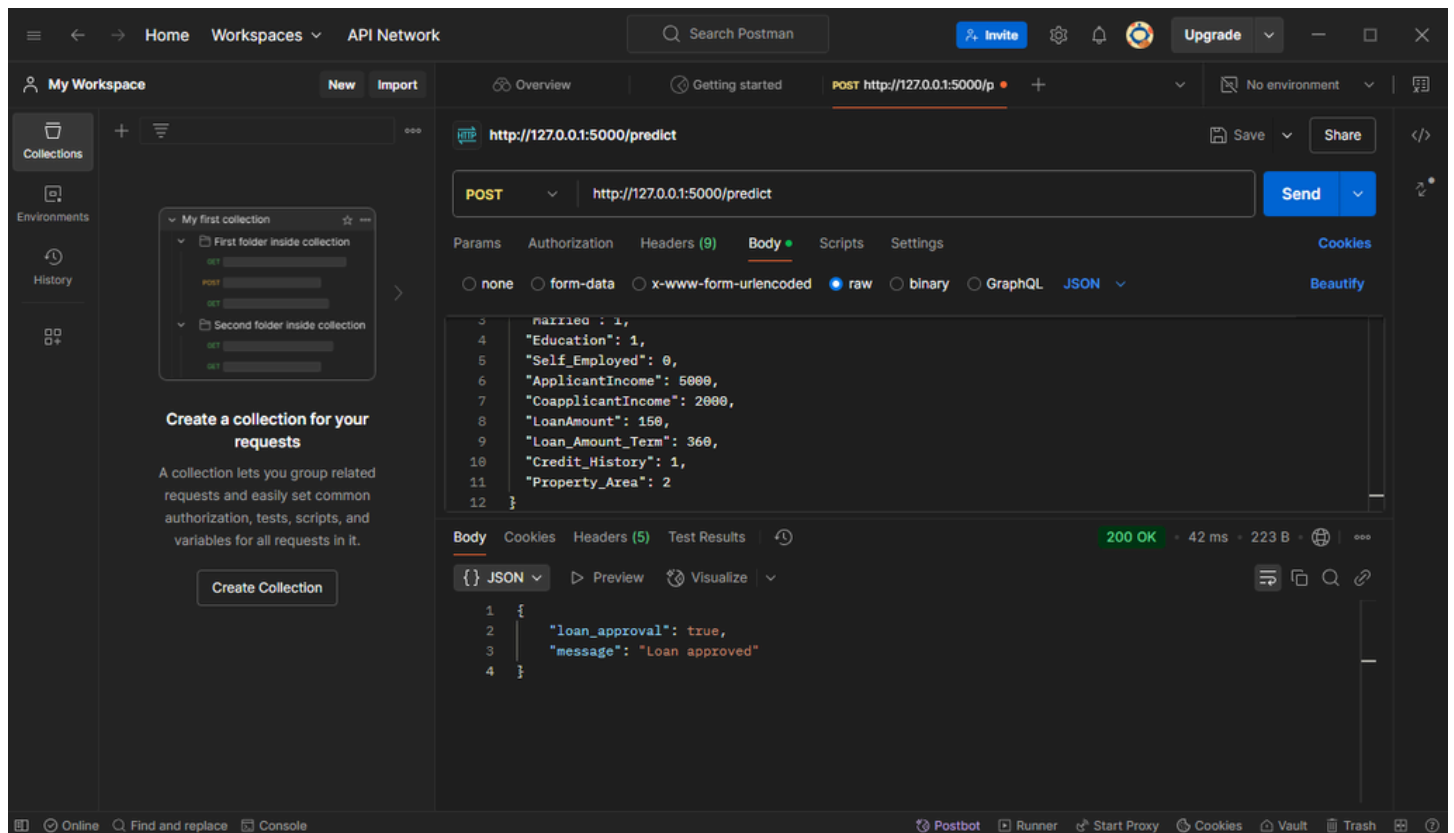 Home Workspaces API Network
Search Postman
Invite
Upgrade
My Workspace
New Import
Overview
Getting started
POST http://127.0.0.1:5000/p
No environment
Collections
Environments
History
My first collection
First folder inside collection
GET
POST
GET
Second folder inside collection
GET
GET
Create a collection for your
requests
A collection lets you group related
requests and easily set common
authorization, tests, scripts, and
variables for all requests in it.
Create Collection
HTTP http://127.0.0.1:5000/predict
Save Share
POST http://127.0.0.1:5000/predict
Send
Params Authorization Headers (9) Body Scripts Settings Cookies
none form-data x-www-form-urlencoded raw binary GraphQL JSON Beautify
3 "Married": 1,
4 "Education": 1,
5 "Self_Employed": 0,
6 "ApplicantIncome": 5000,
7 "CoapplicantIncome": 2000,
8 "LoanAmount": 150,
9 "Loan_Amount_Term": 360,
10 "Credit_History": 1,
11 "Property_Area": 2
12 }
Body Cookies Headers (5) Test Results
200 OK • 42 ms • 223 B
{} JSON Preview Visualize
1 {
2 "loan_approval": true,
3 "message": "Loan approved"
4 }
Online Find and replace Console
Postbot Runner Start Proxy Cookies Vault Trash